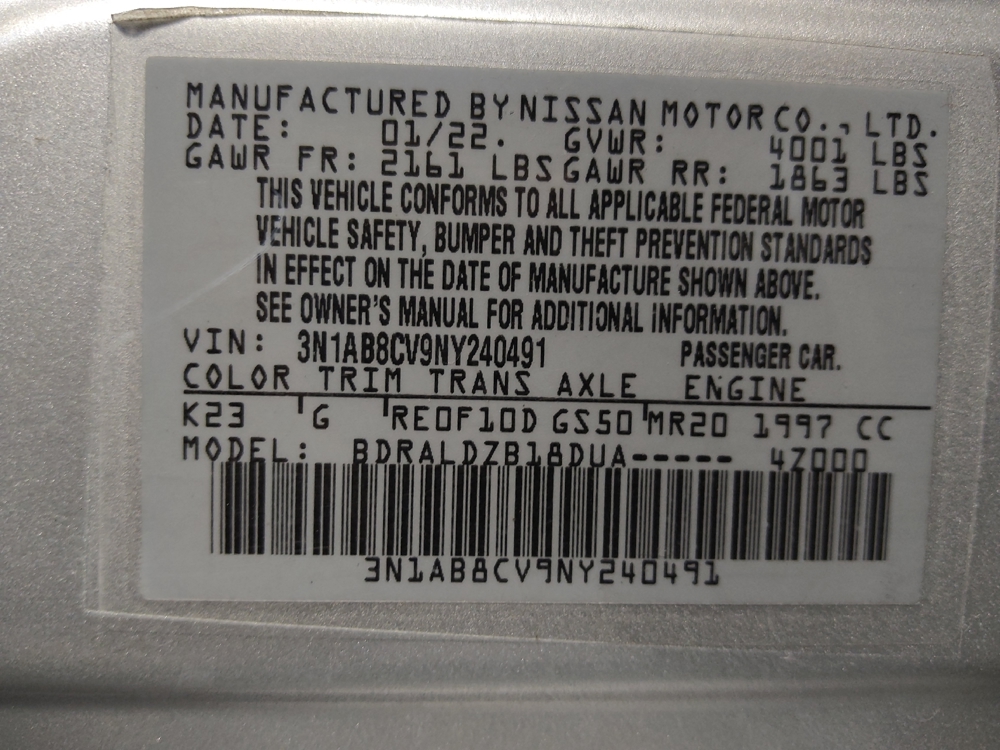 MANUFACTURED BY NISSAN MOTOR CO., LTD.
DATE: 01/22. GVWR: 4001 LBS
GAWR FR: 2161 LBS GAWR RR: 1863 LBS
THIS VEHICLE CONFORMS TO ALL APPLICABLE FEDERAL MOTOR
VEHICLE SAFETY, BUMPER AND THEFT PREVENTION STANDARDS
IN EFFECT ON THE DATE OF MANUFACTURE SHOWN ABOVE.
SEE OWNER'S MANUAL FOR ADDITIONAL INFORMATION.
VIN: 3N1AB8CV9NY240491 PASSENGER CAR.
COLOR TRIM TRANS AXLE ENGINE
K23 G RE0F10D GS50 MR20 1997 CC
MODEL: BDRALDZB18DUA----- 4Z000
3N1AB8CV9NY240491